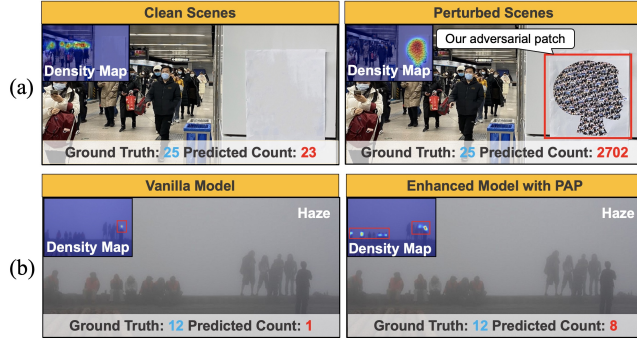 (a)
Clean Scenes
Density Map
Ground Truth: 25 Predicted Count: 23
Perturbed Scenes
Our adversarial patch
Density Map
Ground Truth: 25 Predicted Count: 2702
(b)
Vanilla Model
Haze
Density Map
Ground Truth: 12 Predicted Count: 1
Enhanced Model with PAP
Haze
Density Map
Ground Truth: 12 Predicted Count: 8